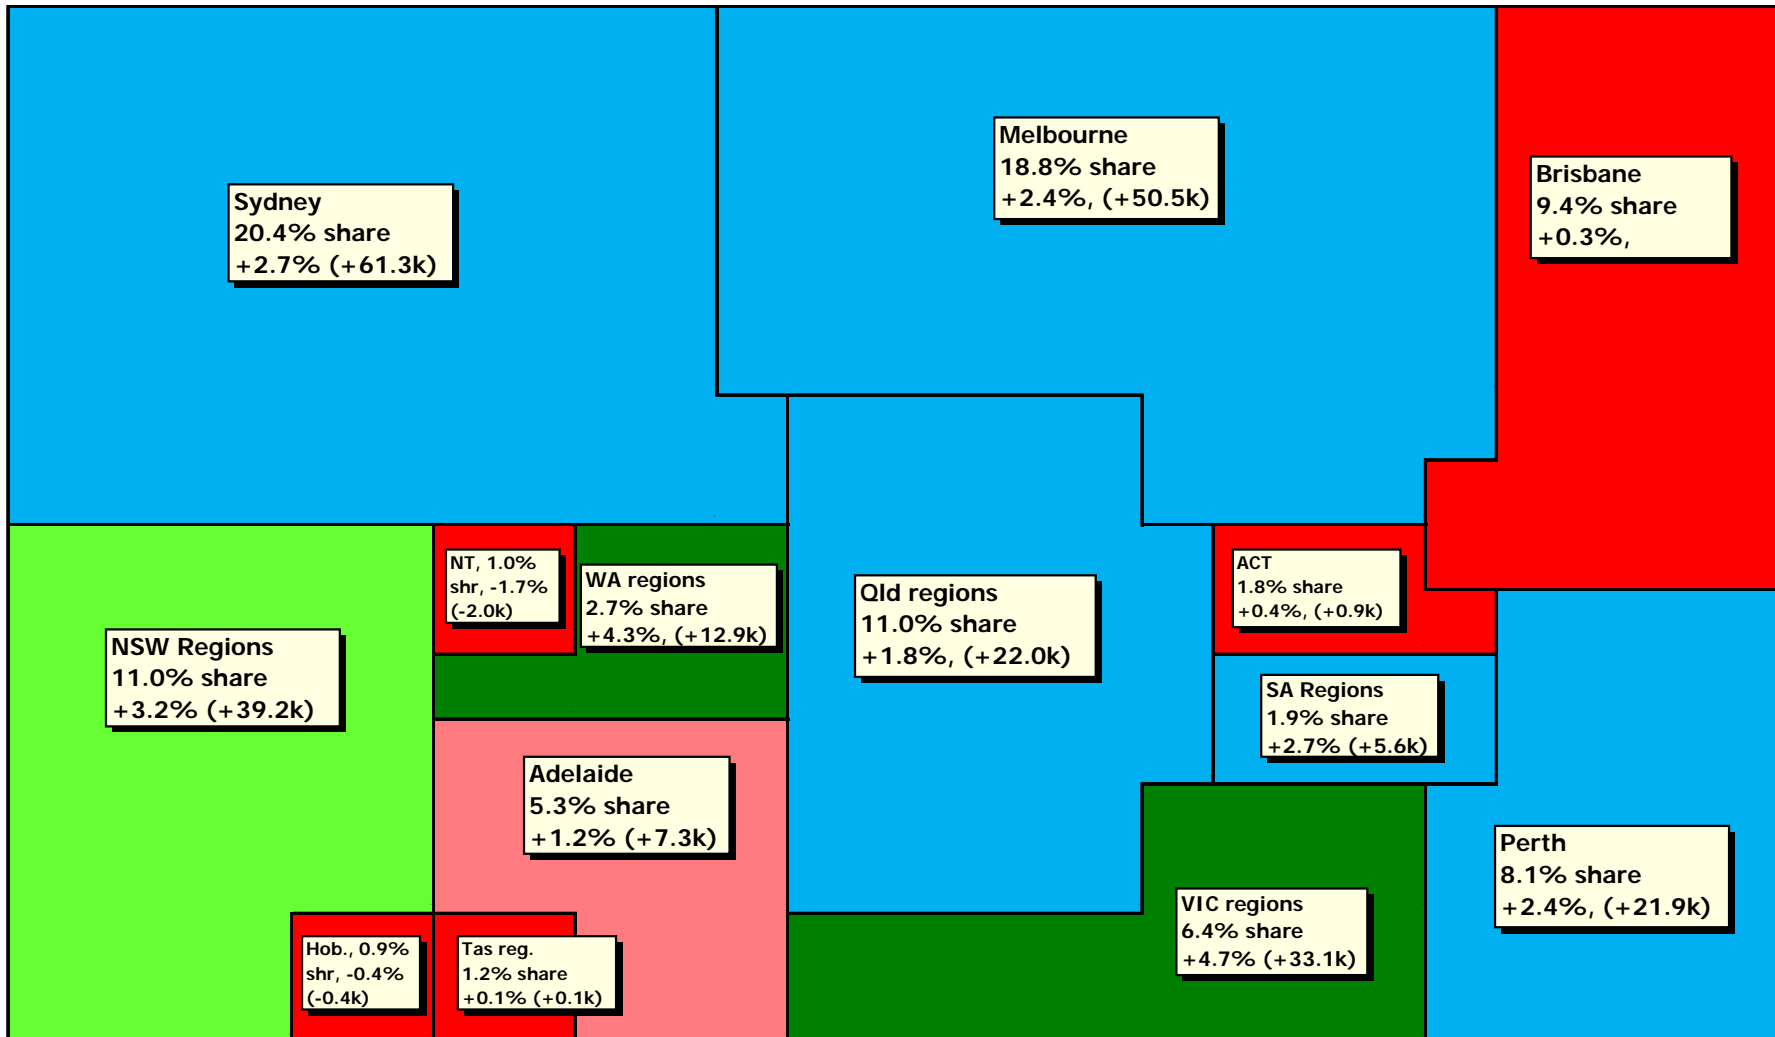 Sydney
20.4% share
+2.7% (+61.3k)
Melbourne
18.8% share
+2.4%, (+50.5k)
Brisbane
9.4% share
+0.3%,
NSW Regions
11.0% share
+3.2% (+39.2k)
NT, 1.0%
shr, -1.7%
(-2.0k)
WA regions
2.7% share
+4.3%, (+12.9k)
Qld regions
11.0% share
+1.8%, (+22.0k)
ACT
1.8% share
+0.4%, (+0.9k)
SA Regions
1.9% share
+2.7% (+5.6k)
Adelaide
5.3% share
+1.2% (+7.3k)
Perth
8.1% share
+2.4%, (+21.9k)
VIC regions
6.4% share
+4.7% (+33.1k)
Hob., 0.9%
shr, -0.4%
(-0.4k)
Tas reg.
1.2% share
+0.1% (+0.1k)